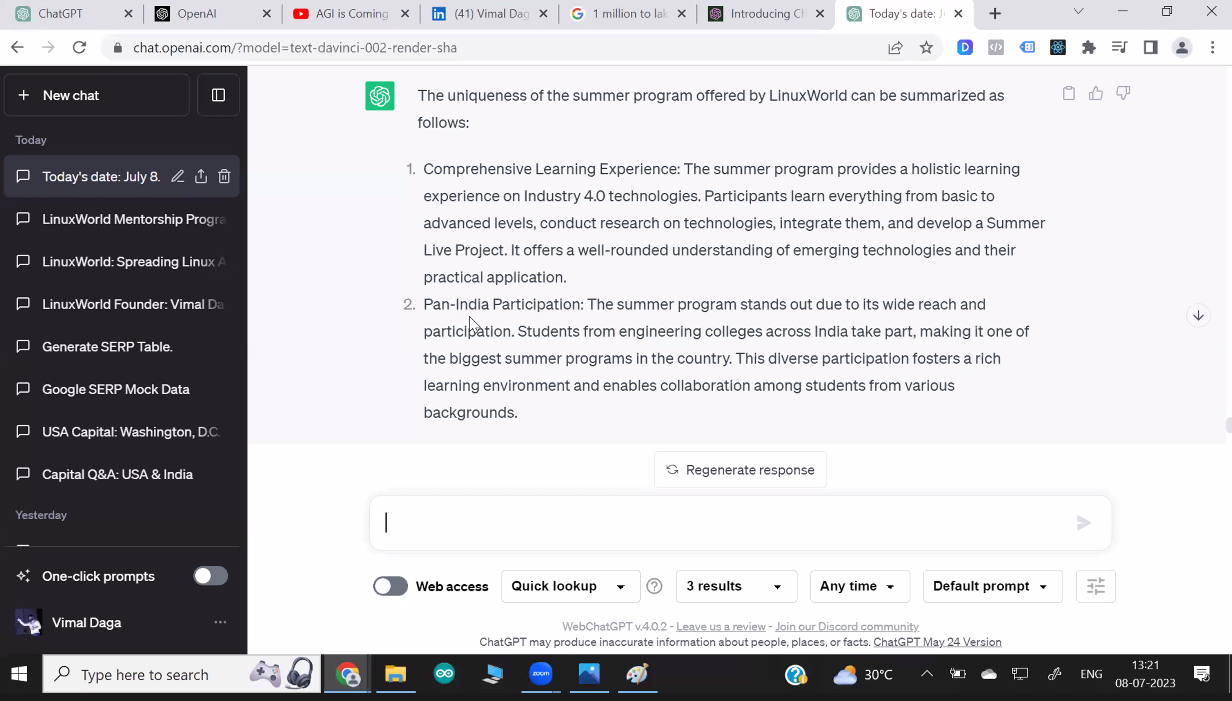 ChatGPT
OpenAI
AGI is Coming
(41) Vimal Dag
1 million to lak
Introducing Ch
Today's date: J
chat.openai.com/?model=text-davinci-002-render-sha
New chat
Today
Today's date: July 8.
LinuxWorld Mentorship Progra
LinuxWorld: Spreading Linux A
LinuxWorld Founder: Vimal Da
Generate SERP Table.
Google SERP Mock Data
USA Capital: Washington, D.C.
Capital Q&A: USA & India
Yesterday
One-click prompts
Vimal Daga
The uniqueness of the summer program offered by LinuxWorld can be summarized as
follows:
1. Comprehensive Learning Experience: The summer program provides a holistic learning
experience on Industry 4.0 technologies. Participants learn everything from basic to
advanced levels, conduct research on technologies, integrate them, and develop a Summer
Live Project. It offers a well-rounded understanding of emerging technologies and their
practical application.
2. Pan-India Participation: The summer program stands out due to its wide reach and
participation. Students from engineering colleges across India take part, making it one of
the biggest summer programs in the country. This diverse participation fosters a rich
learning environment and enables collaboration among students from various
backgrounds.
Regenerate response
Web access
Quick lookup
3 results
Any time
Default prompt
WebChatGPT v.4.0.2 - Leave us a review - Join our Discord community
ChatGPT may produce inaccurate information about people, places, or facts. ChatGPT May 24 Version
Type here to search
zoom
30°C
ENG
13:21
08-07-2023